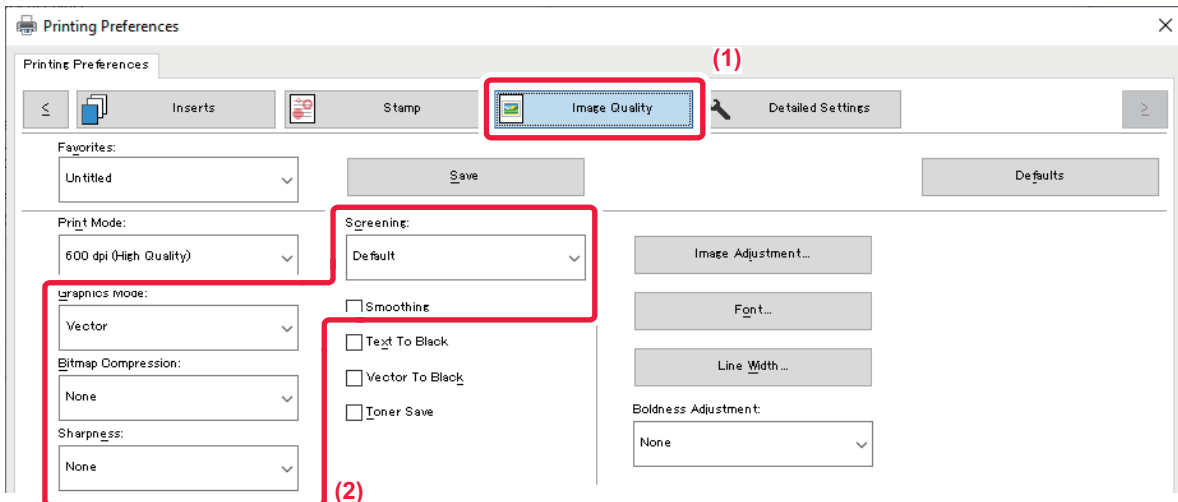 Printing Preferences
Printing Preferences
(1)
<
Inserts
Stamp
Image Quality
Detailed Settings
>
Favorites:
Untitled
Save
Defaults
Print Mode:
600 dpi (High Quality)
Screening:
Default
Image Adjustment...
Graphics Mode:
Vector
Smoothing
Font...
Text To Black
Bitmap Compression:
None
Vector To Black
Line Width...
Toner Save
Boldness Adjustment:
None
Sharpness:
None
(2)